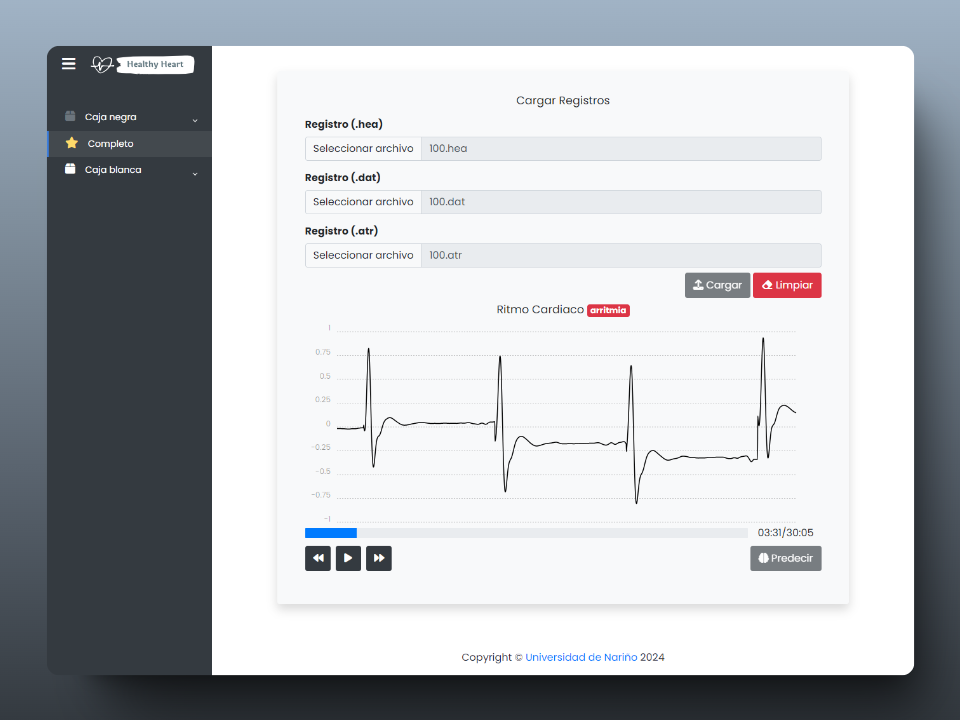 Healthy Heart
Caja negra
Completo
Caja blanca
Cargar Registros
Registro (.hea)
Seleccionar archivo 100.hea
Registro (.dat)
Seleccionar archivo 100.dat
Registro (.atr)
Seleccionar archivo 100.atr
Cargar Limpiar
Ritmo Cardiaco arritmia
1
0.75
0.5
0.25
0
-0.25
-0.5
-0.75
-1
03:31/30:05
Predecir
Copyright © Universidad de Nariño 2024